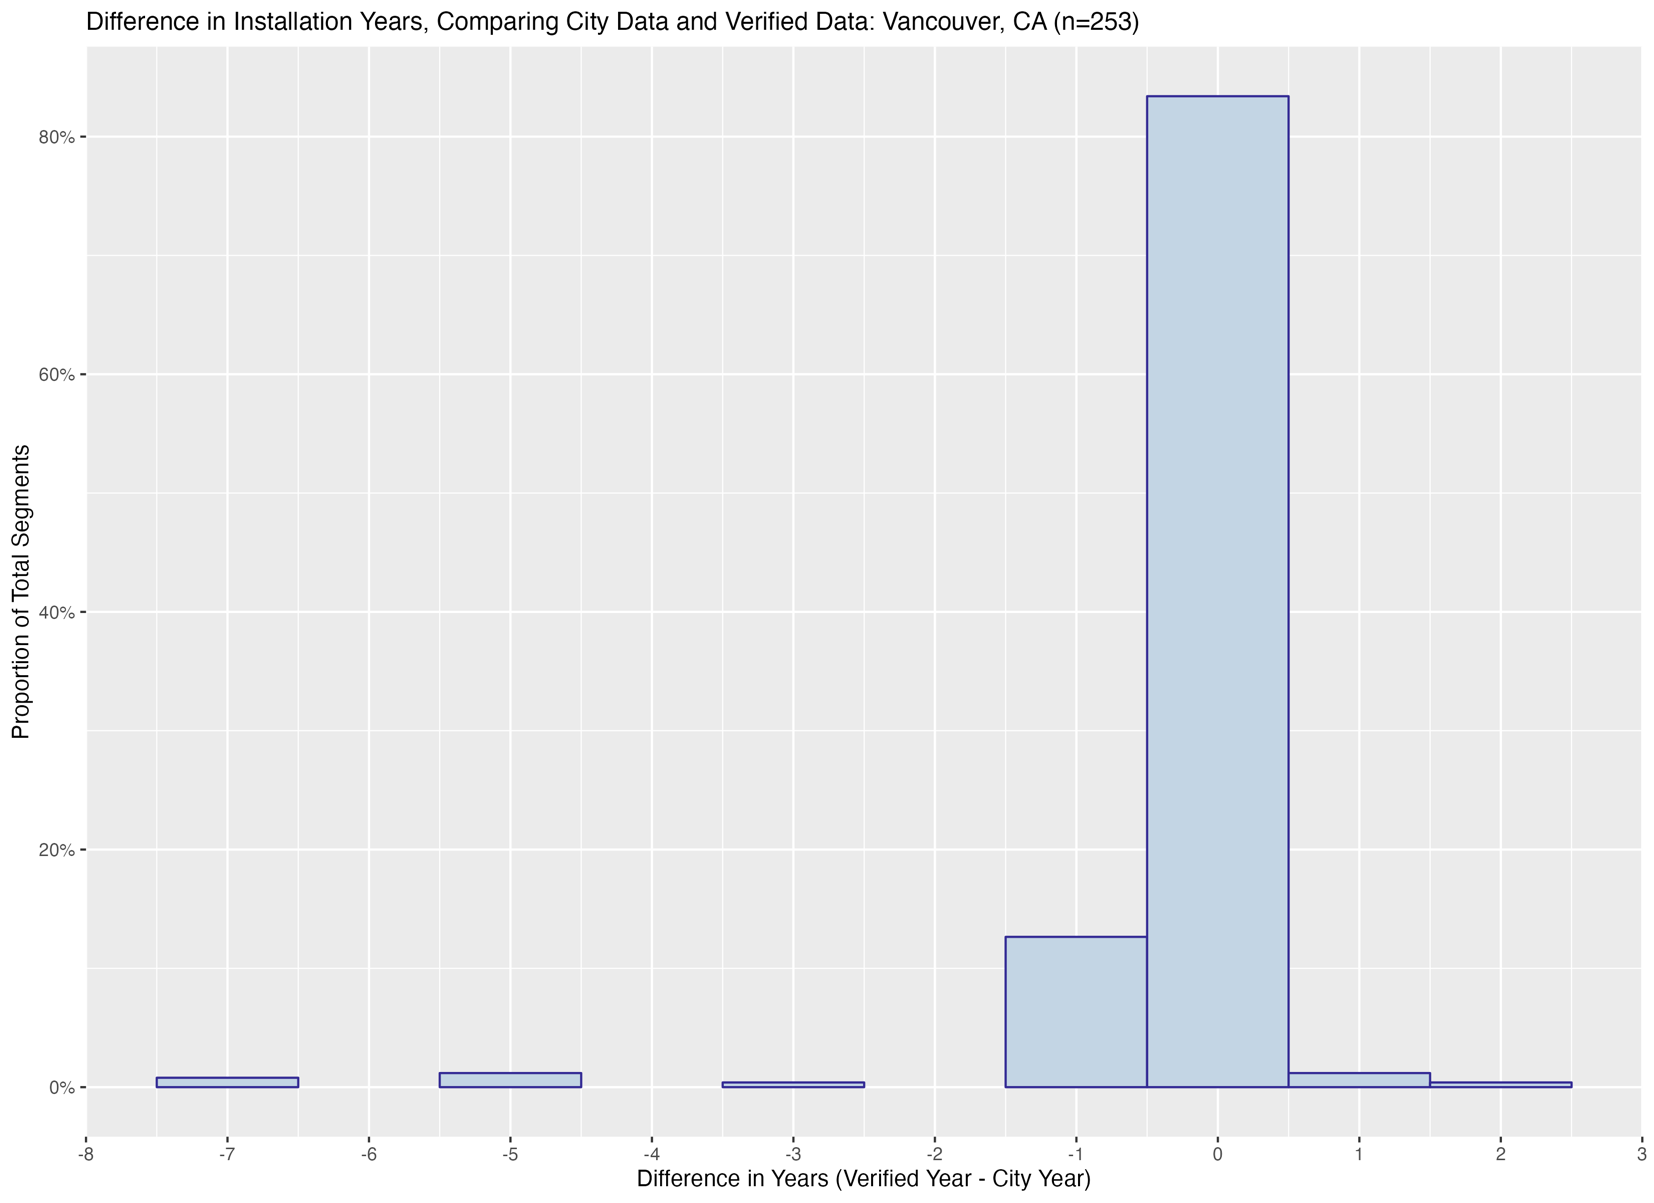 Difference in Installation Years, Comparing City Data and Verified Data: Vancouver, CA (n=253)
Proportion of Total Segments
80%
60%
40%
20%
0%
-8 -7 -6 -5 -4 -3 -2 -1 0 1 2 3
Difference in Years (Verified Year - City Year)